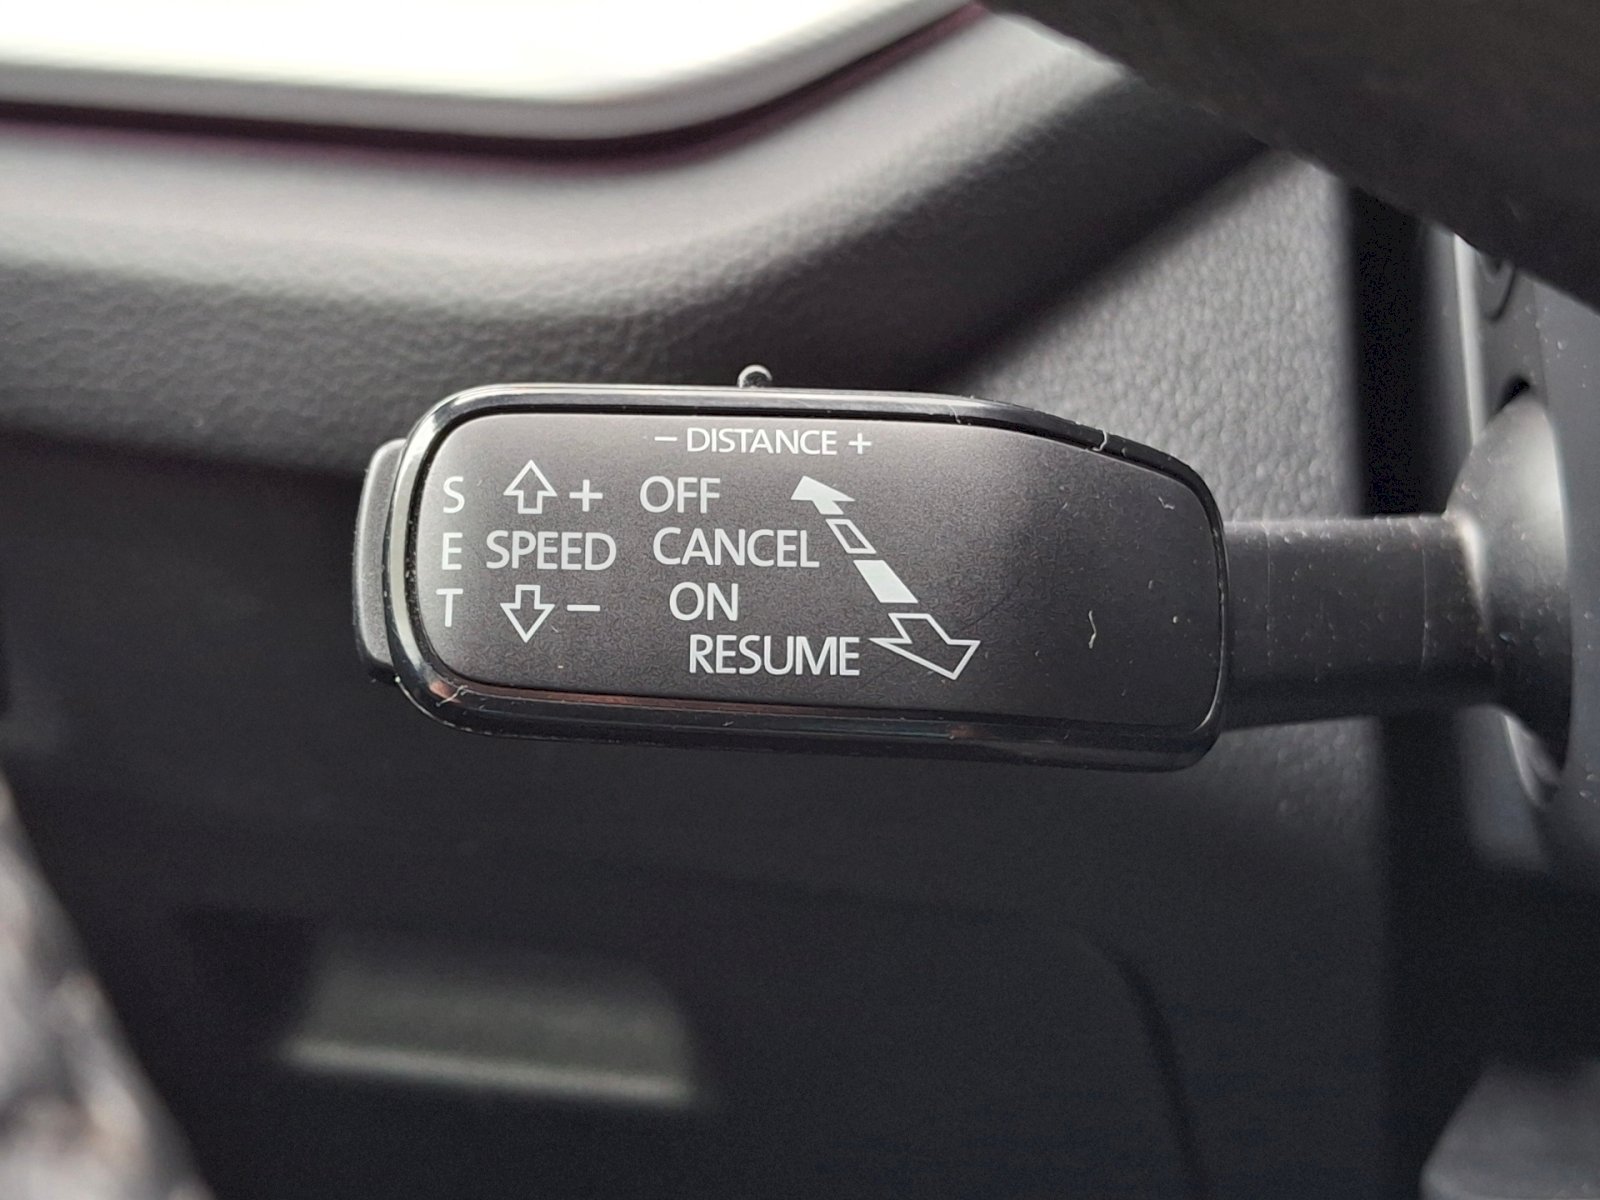 − DISTANCE +
S + OFF
E SPEED CANCEL
T − ON
RESUME